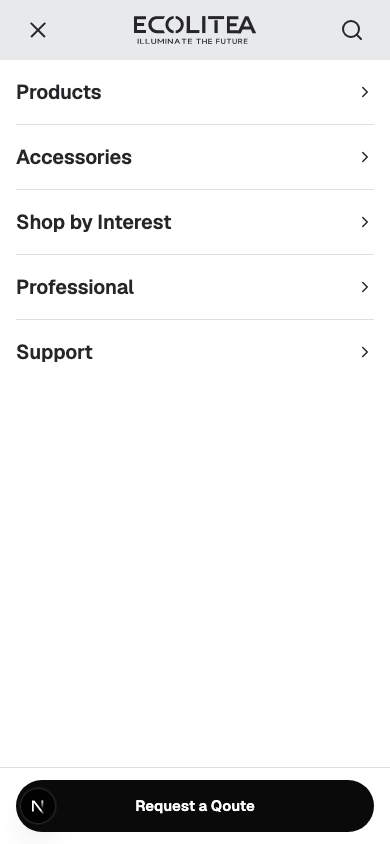 ECOLITEA
ILLUMINATE THE FUTURE
Products
Accessories
Shop by Interest
Professional
Support
N
Request a Qoute